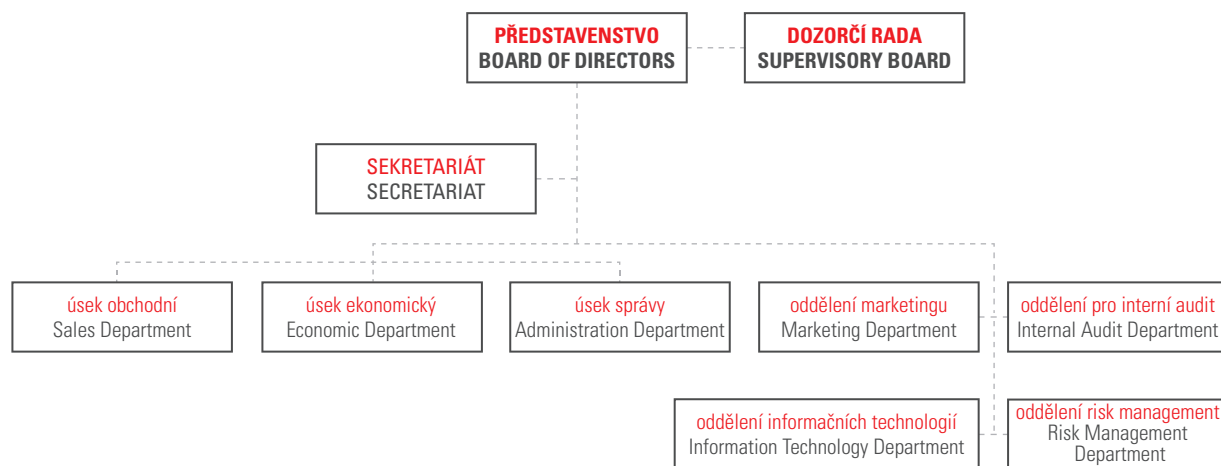 PŘEDSTAVENSTVO
BOARD OF DIRECTORS
DOZORČÍ RADA
SUPERVISORY BOARD
SEKRETARIÁT
SECRETARIAT
úsek obchodní
Sales Department
úsek ekonomický
Economic Department
úsek správy
Administration Department
oddělení marketingu
Marketing Department
oddělení pro interní audit
Internal Audit Department
oddělení informačních technologií
Information Technology Department
oddělení risk management
Risk Management
Department